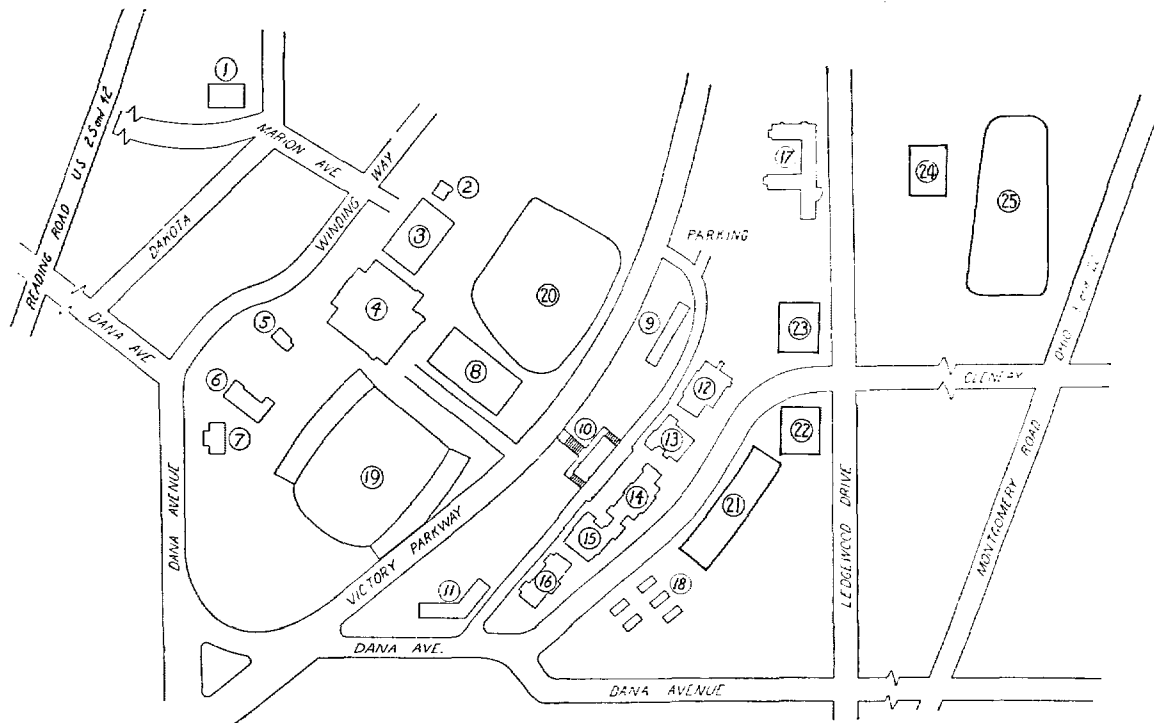 1
READING ROAD US 25 and 42
MARION AVE
WINDING WAY
DAKOTA
DANA AVE
2
3
4
5
6
7
8
9
10
11
12
13
14
15
16
17
18
19
20
21
22
23
24
25
PARKING
DANA AVENUE
VICTORY PARKWAY
DANA AVE.
DANA AVENUE
LEDGEWOOD DRIVE
MONTGOMERY ROAD
OHIO